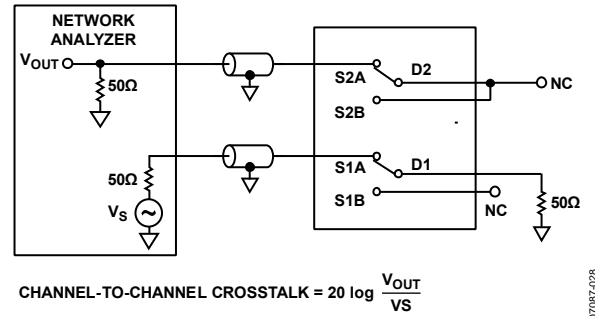 NETWORK
ANALYZER
VOUT
50Ω
S2A
D2
NC
S2B
50Ω
VS
S1A
D1
S1B
NC
50Ω
CHANNEL-TO-CHANNEL CROSSTALK = 20 log VOUT
VS
07087-028